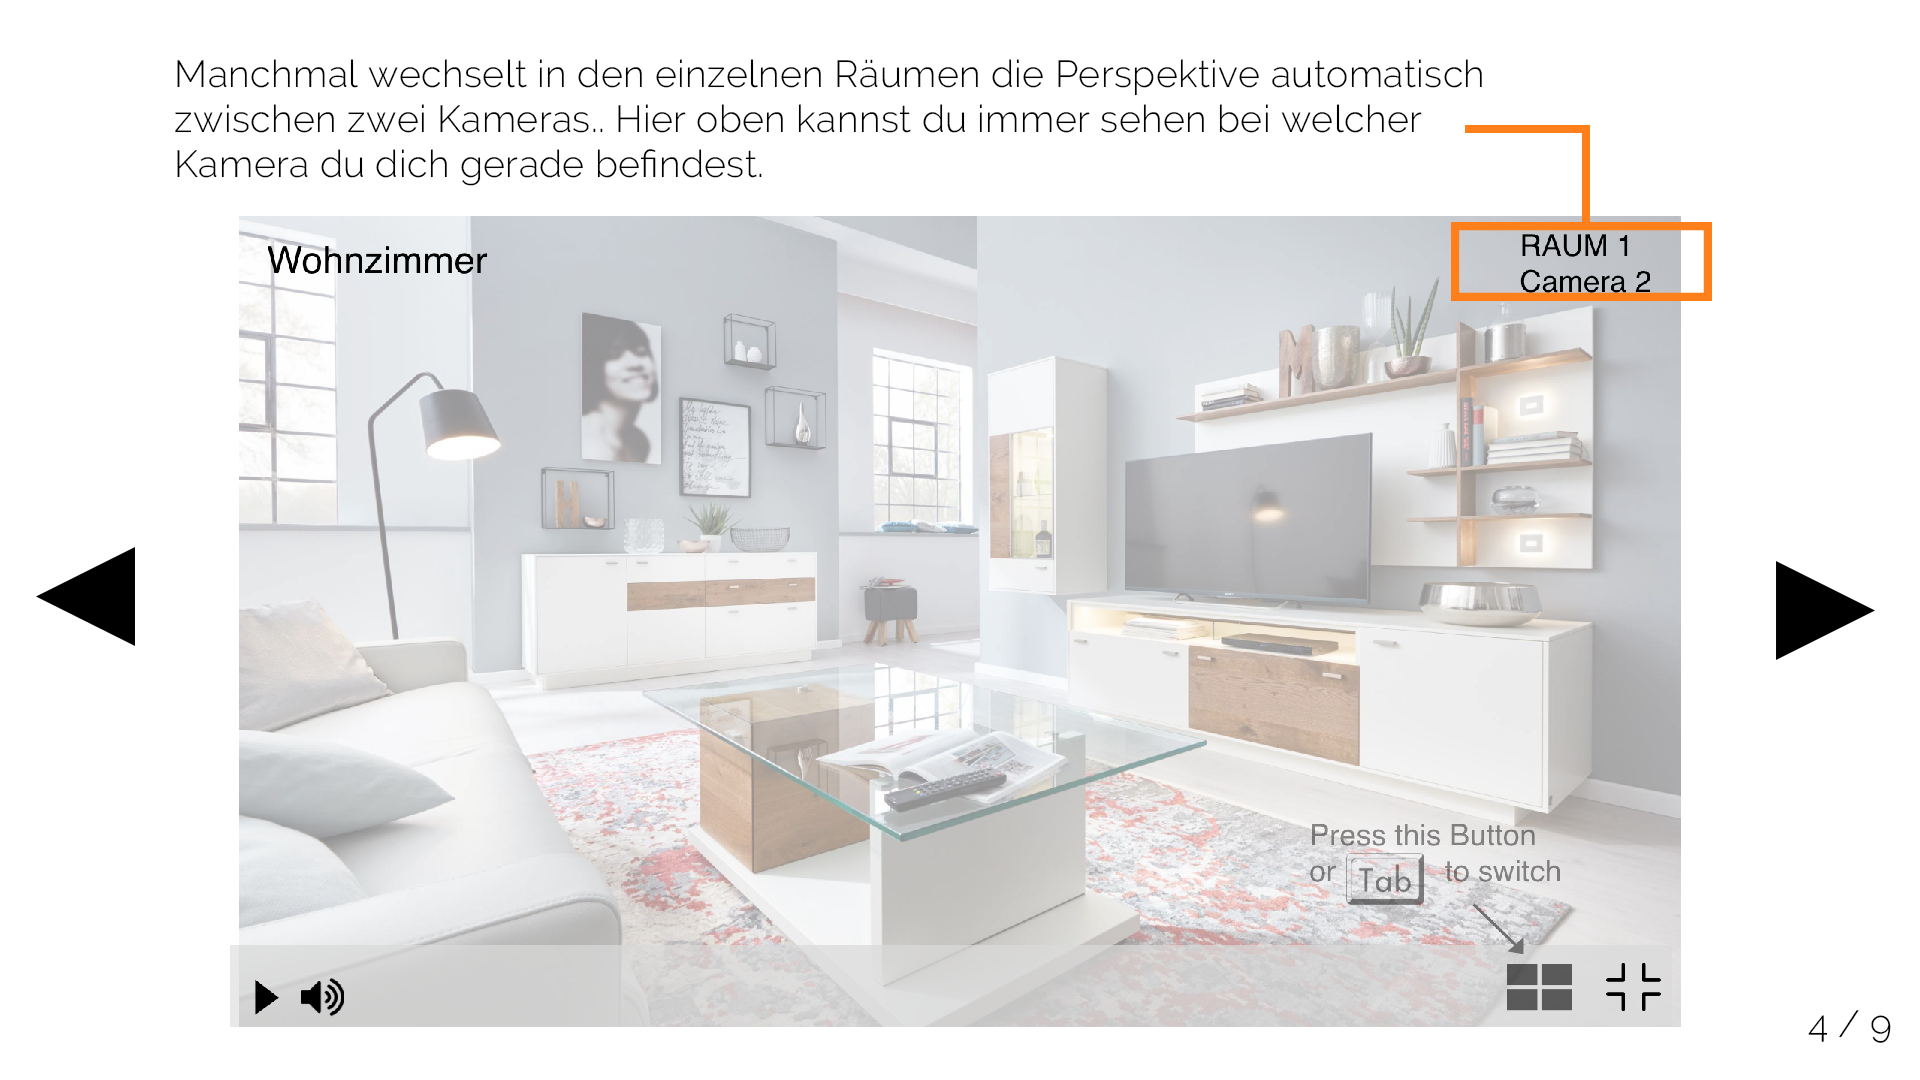 Manchmal wechselt in den einzelnen Räumen die Perspektive automatisch
zwischen zwei Kameras.. Hier oben kannst du immer sehen bei welcher
Kamera du dich gerade befindest.
Wohnzimmer
RAUM 1
Camera 2
M
H
Press this Button
or Tab to switch
4 / 9